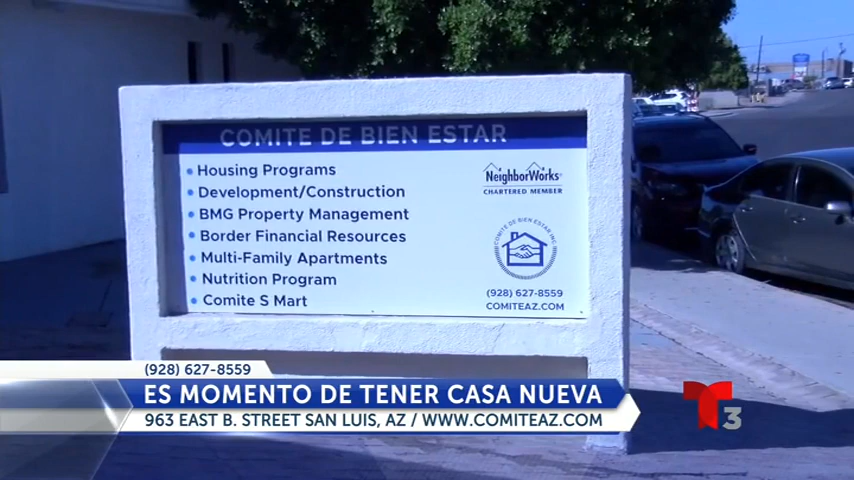 COMITE DE BIEN ESTAR
• Housing Programs
• Development/Construction
• BMG Property Management
• Border Financial Resources
• Multi-Family Apartments
• Nutrition Program
• Comite S Mart
NeighborWorks®
CHARTERED MEMBER
COMITE DE BIEN ESTAR INC.
(928) 627-8559
COMITEAZ.COM
(928) 627-8559
ES MOMENTO DE TENER CASA NUEVA
963 EAST B. STREET SAN LUIS, AZ / WWW.COMITEAZ.COM
3